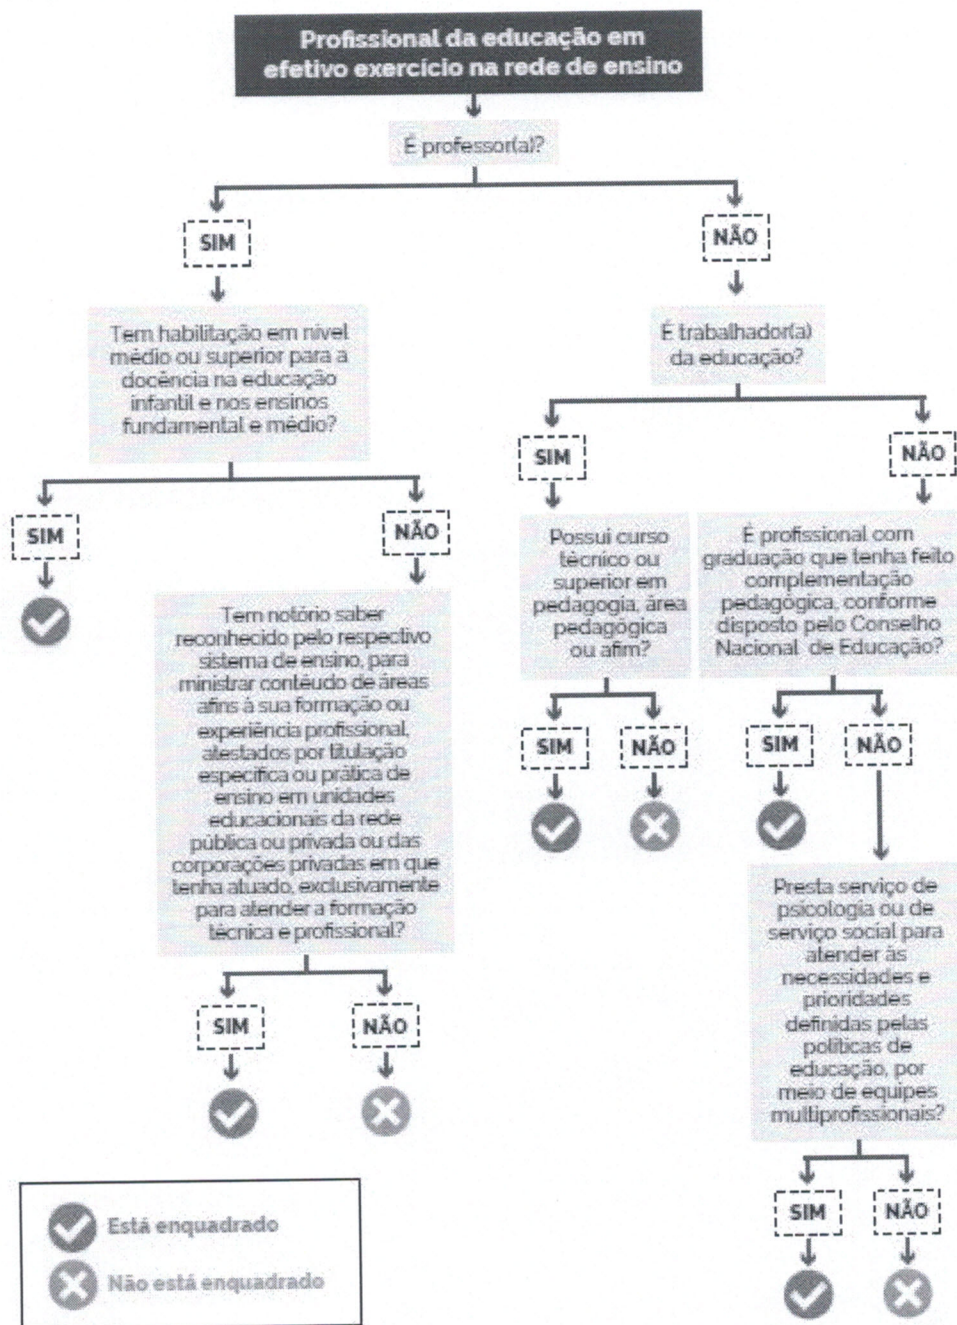 Profissional da educação em
efetivo exercício na rede de ensino
É professor(a)?
SIM
NÃO
Tem habilitação em nível
médio ou superior para a
docência na educação
infantil e nos ensinos
fundamental e médio?
É trabalhador(a)
da educação?
SIM
NÃO
SIM
NÃO
Tem notório saber
reconhecido pelo respectivo
sistema de ensino, para
ministrar conteúdo de áreas
afins à sua formação ou
experiência profissional,
atestados por titulação
específica ou prática de
ensino em unidades
educacionais da rede
pública ou privada ou das
corporações privadas em que
tenha atuado, exclusivamente
para atender a formação
técnica e profissional?
Possui curso
técnico ou
superior em
pedagogia, área
pedagógica
ou afim?
É profissional com
graduação que tenha feito
complementação
pedagógica, conforme
disposto pelo Conselho
Nacional de Educação?
SIM
NÃO
SIM
NÃO
Presta serviço de
psicologia ou de
serviço social para
atender às
necessidades e
prioridades
definidas pelas
políticas de
educação, por
meio de equipes
multiprofissionais?
SIM
NÃO
SIM
NÃO
Está enquadrado
Não está enquadrado